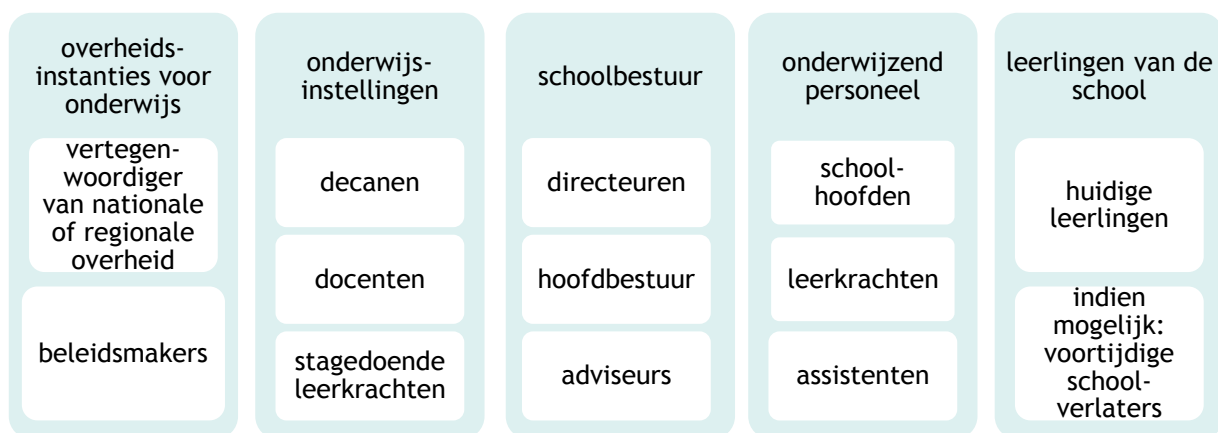 overheids-
instanties voor
onderwijs
vertegen-
woordiger
van nationale
of regionale
overheid
beleidsmakers
onderwijs-
instellingen
decanen
docenten
stagedoende
leerkrachten
schoolbestuur
directeuren
hoofdbestuur
adviseurs
onderwijzend
personeel
school-
hoofden
leerkrachten
assistenten
leerlingen van de
school
huidige
leerlingen
indien
mogelijk:
voortijdige
school-
verlaters